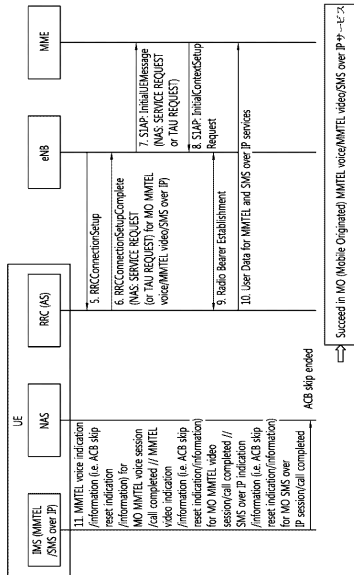 UE
IMS (MMTEL
/SMS over IP)
NAS
RRC (AS)
eNB
MME
5. RRCConnectionSetup
6. RRCConnectionSetupComplete
(NAS: SERVICE REQUEST
(or TAU REQUEST) for MO MMTEL
voice/MMTEL video/SMS over IP)
7. S1AP: InitialUEMessage
(NAS: SERVICE REQUEST
or TAU REQUEST)
8. S1AP: InitialContextSetup
Request
9. Radio Bearer Establishment
10. User Data for MMTEL and SMS over IP services
11. MMTEL voice indication
/information (i.e. ACB skip
reset indication
/information) for
MO MMTEL voice session
/call completed // MMTEL
video indication
/information (i.e. ACB skip
reset indication/information)
for MO MMTEL video
session/call completed //
SMS over IP indication
/information (i.e. ACB skip
reset indication/information)
for MO SMS over
IP session/call completed
ACB skip ended
Succeed in MO (Mobile Originated) MMTEL voice/MMTEL video/SMS over IPサービス